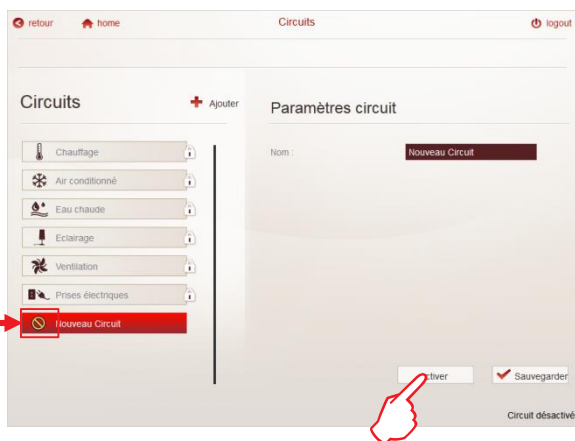 retour home Circuits logout
Circuits
Ajouter
Paramètres circuit
Chauffage
Air conditionné
Eau chaude
Eclairage
Ventilation
Prises électriques
Nouveau Circuit
Nom : Nouveau Circuit
Sauvegarder
Circuit désactivé